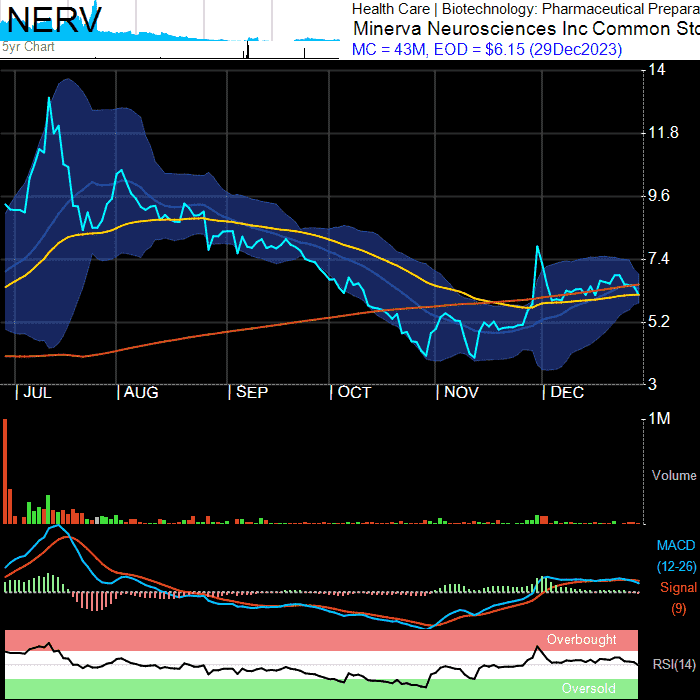 NERV
5yr Chart
Health Care | Biotechnology: Pharmaceutical Prepara
Minerva Neurosciences Inc Common Sto
MC = 43M, EOD = $6.15 (29Dec2023)
14
11.8
9.6
7.4
5.2
3
JUL AUG SEP OCT NOV DEC
1M
Volume
MACD
(12-26)
Signal
(9)
Overbought
RSI(14)
Oversold